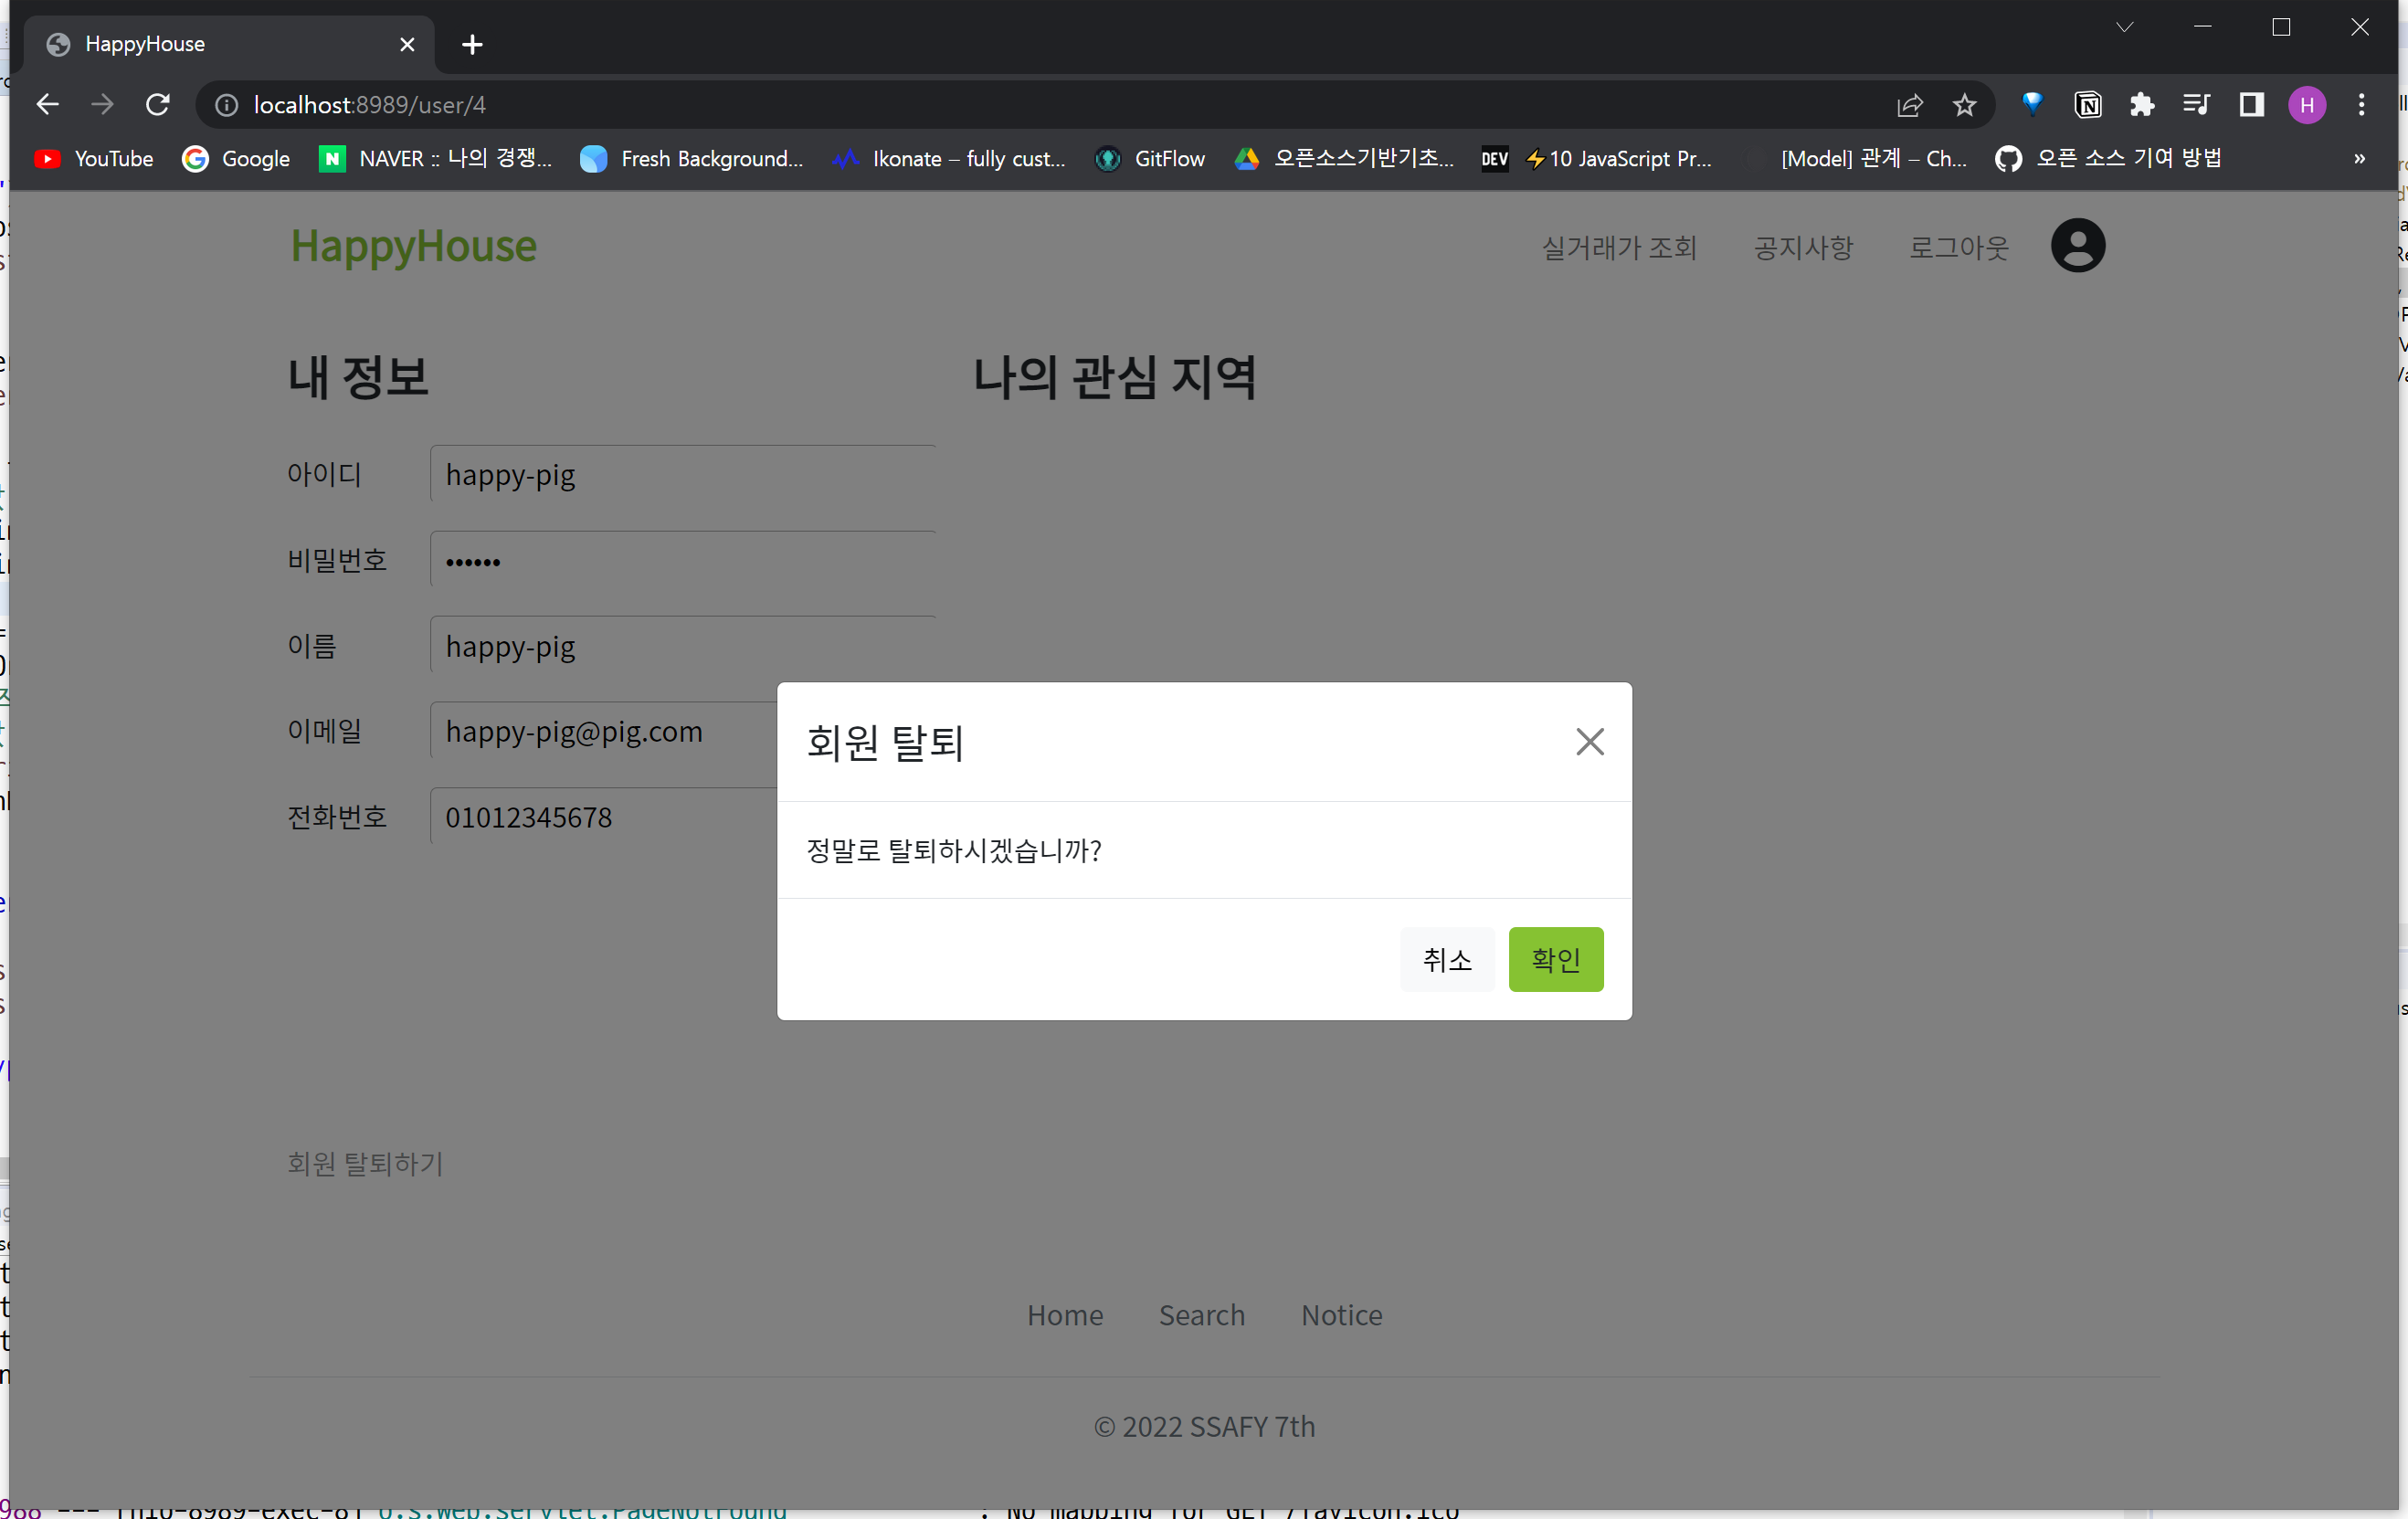 HappyHouse
localhost:8989/user/4
YouTube Google NAVER :: 나의 경쟁... Fresh Background... Ikonate – fully cust... GitFlow 오픈소스기반기초... DEV ⚡10 JavaScript Pr... [Model] 관계 – Ch... 오픈 소스 기여 방법 »
H
HappyHouse 실거래가 조회 공지사항 로그아웃
내 정보 나의 관심 지역
아이디 happy-pig
비밀번호 ••••••
이름 happy-pig
이메일 happy-pig@pig.com
전화번호 01012345678
회원 탈퇴
정말로 탈퇴하시겠습니까?
취소 확인
회원 탈퇴하기
Home Search Notice
© 2022 SSAFY 7th
988 --- [nio-8989-exec-8] o.s.web.servlet.PageNotFound : No mapping for GET /favicon.ico